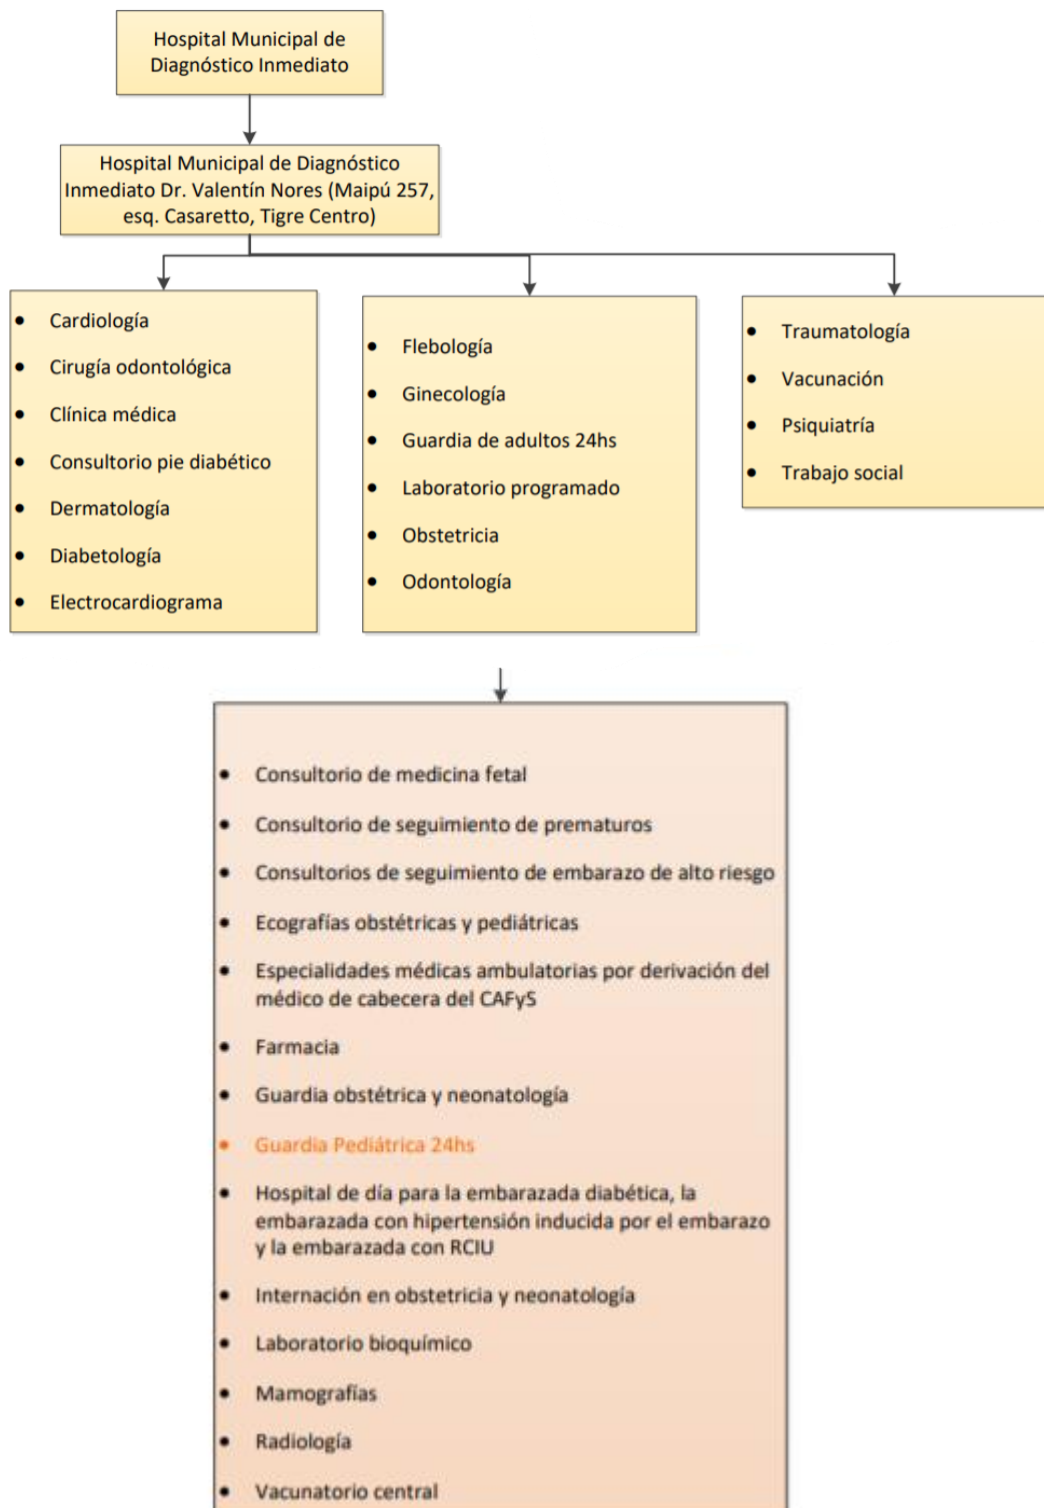 Hospital Municipal de
Diagnóstico Inmediato
Hospital Municipal de Diagnóstico
Inmediato Dr. Valentín Nores (Maipú 257,
esq. Casaretto, Tigre Centro)
• Cardiología
• Cirugía odontológica
• Clínica médica
• Consultorio pie diabético
• Dermatología
• Diabetología
• Electrocardiograma
• Flebología
• Ginecología
• Guardia de adultos 24hs
• Laboratorio programado
• Obstetricia
• Odontología
• Traumatología
• Vacunación
• Psiquiatría
• Trabajo social
• Consultorio de medicina fetal
• Consultorio de seguimiento de prematuros
• Consultorios de seguimiento de embarazo de alto riesgo
• Ecografías obstétricas y pediátricas
• Especialidades médicas ambulatorias por derivación del
médico de cabecera del CAFyS
• Farmacia
• Guardia obstétrica y neonatología
• Guardia Pediátrica 24hs
• Hospital de día para la embarazada diabética, la
embarazada con hipertensión inducida por el embarazo
y la embarazada con RCIU
• Internación en obstetricia y neonatología
• Laboratorio bioquímico
• Mamografías
• Radiología
• Vacunatorio central